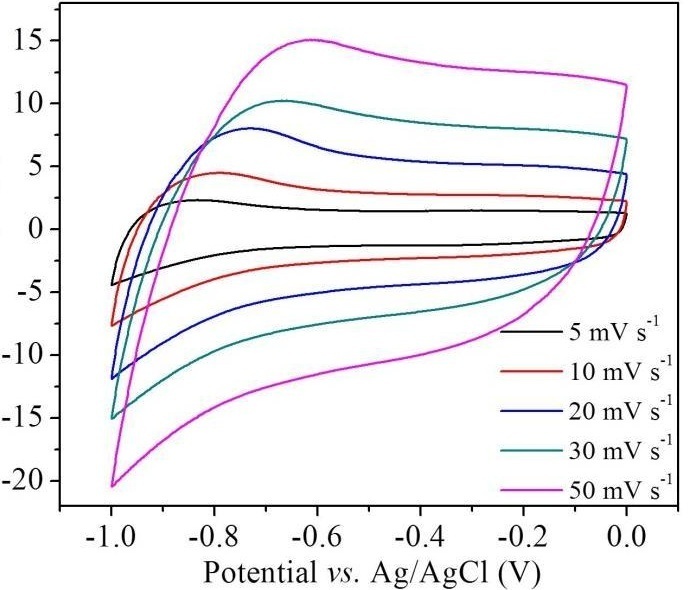 15
10
5
0
-5
-10
-15
-20
5 mV s⁻¹
10 mV s⁻¹
20 mV s⁻¹
30 mV s⁻¹
50 mV s⁻¹
-1.0 -0.8 -0.6 -0.4 -0.2 0.0
Potential vs. Ag/AgCl (V)